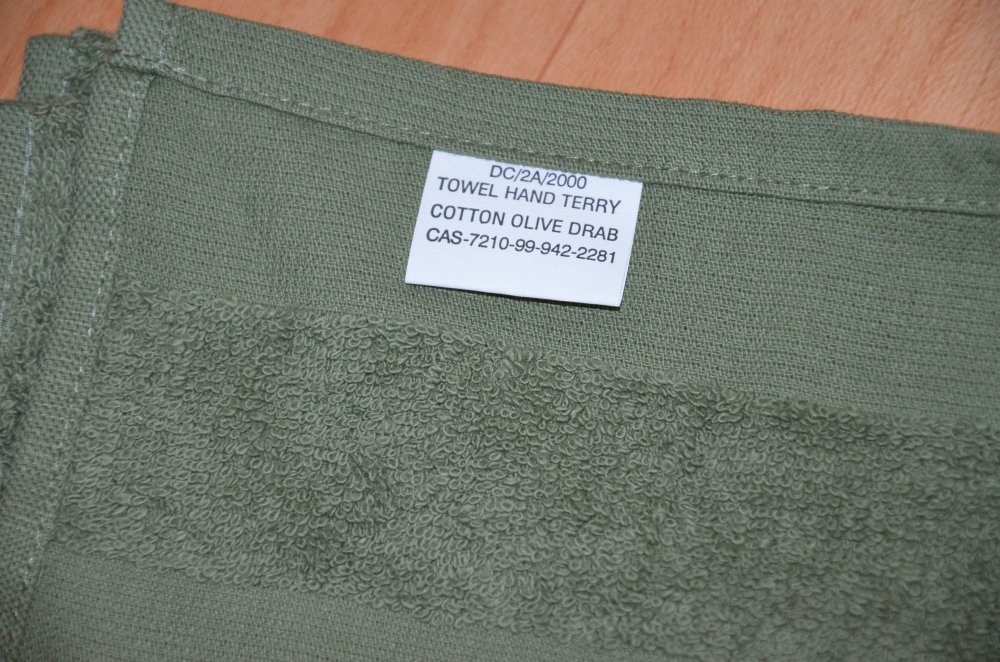 DC/2A/2000
TOWEL HAND TERRY
COTTON OLIVE DRAB
CAS-7210-99-942-2281